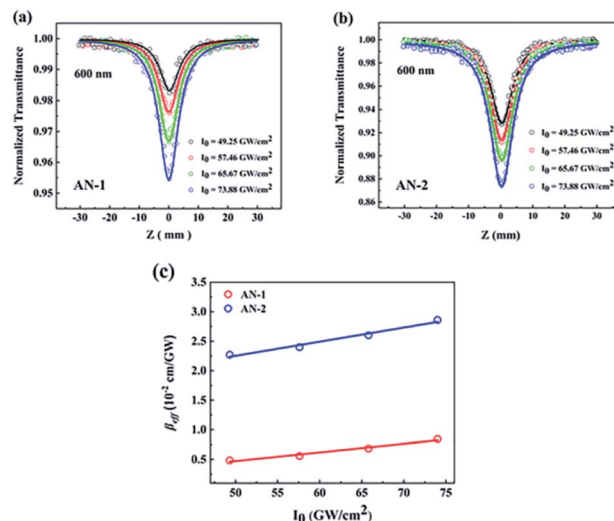 (a)
Normalized Transmittance
1.00
0.99
0.98
0.97
0.96
0.95
600 nm
I₀ = 49.25 GW/cm²
I₀ = 57.46 GW/cm²
I₀ = 65.67 GW/cm²
I₀ = 73.88 GW/cm²
AN-1
-30 -20 -10 0 10 20 30
Z ( mm )
(b)
Normalized Transmittance
1.00
0.98
0.96
0.94
0.92
0.90
0.88
0.86
600 nm
I₀ = 49.25 GW/cm²
I₀ = 57.46 GW/cm²
I₀ = 65.67 GW/cm²
I₀ = 73.88 GW/cm²
AN-2
-30 -20 -10 0 10 20 30
Z (mm)
(c)
βeff (10⁻² cm/GW)
3.5
3.0
2.5
2.0
1.5
1.0
0.5
AN-1
AN-2
50 55 60 65 70 75
I₀ (GW/cm²)